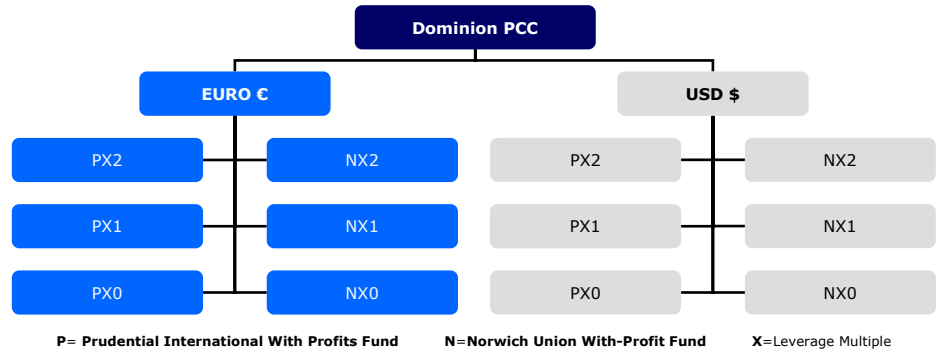 Dominion PCC
EURO €
USD $
PX2
NX2
PX2
NX2
PX1
NX1
PX1
NX1
PX0
NX0
PX0
NX0
P= Prudential International With Profits Fund N=Norwich Union With-Profit Fund X=Leverage Multiple